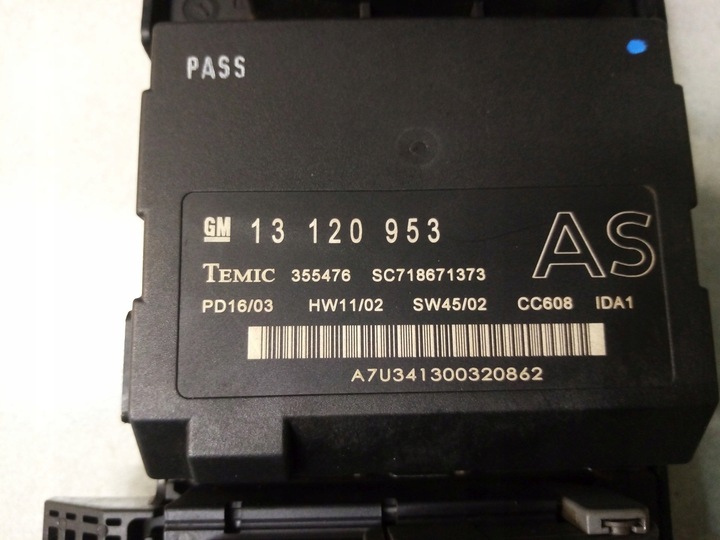 PASS
GM 13 120 953 AS
TEMIC 355476 SC718671373
PD16/03 HW11/02 SW45/02 CC608 IDA1
A7U341300320862